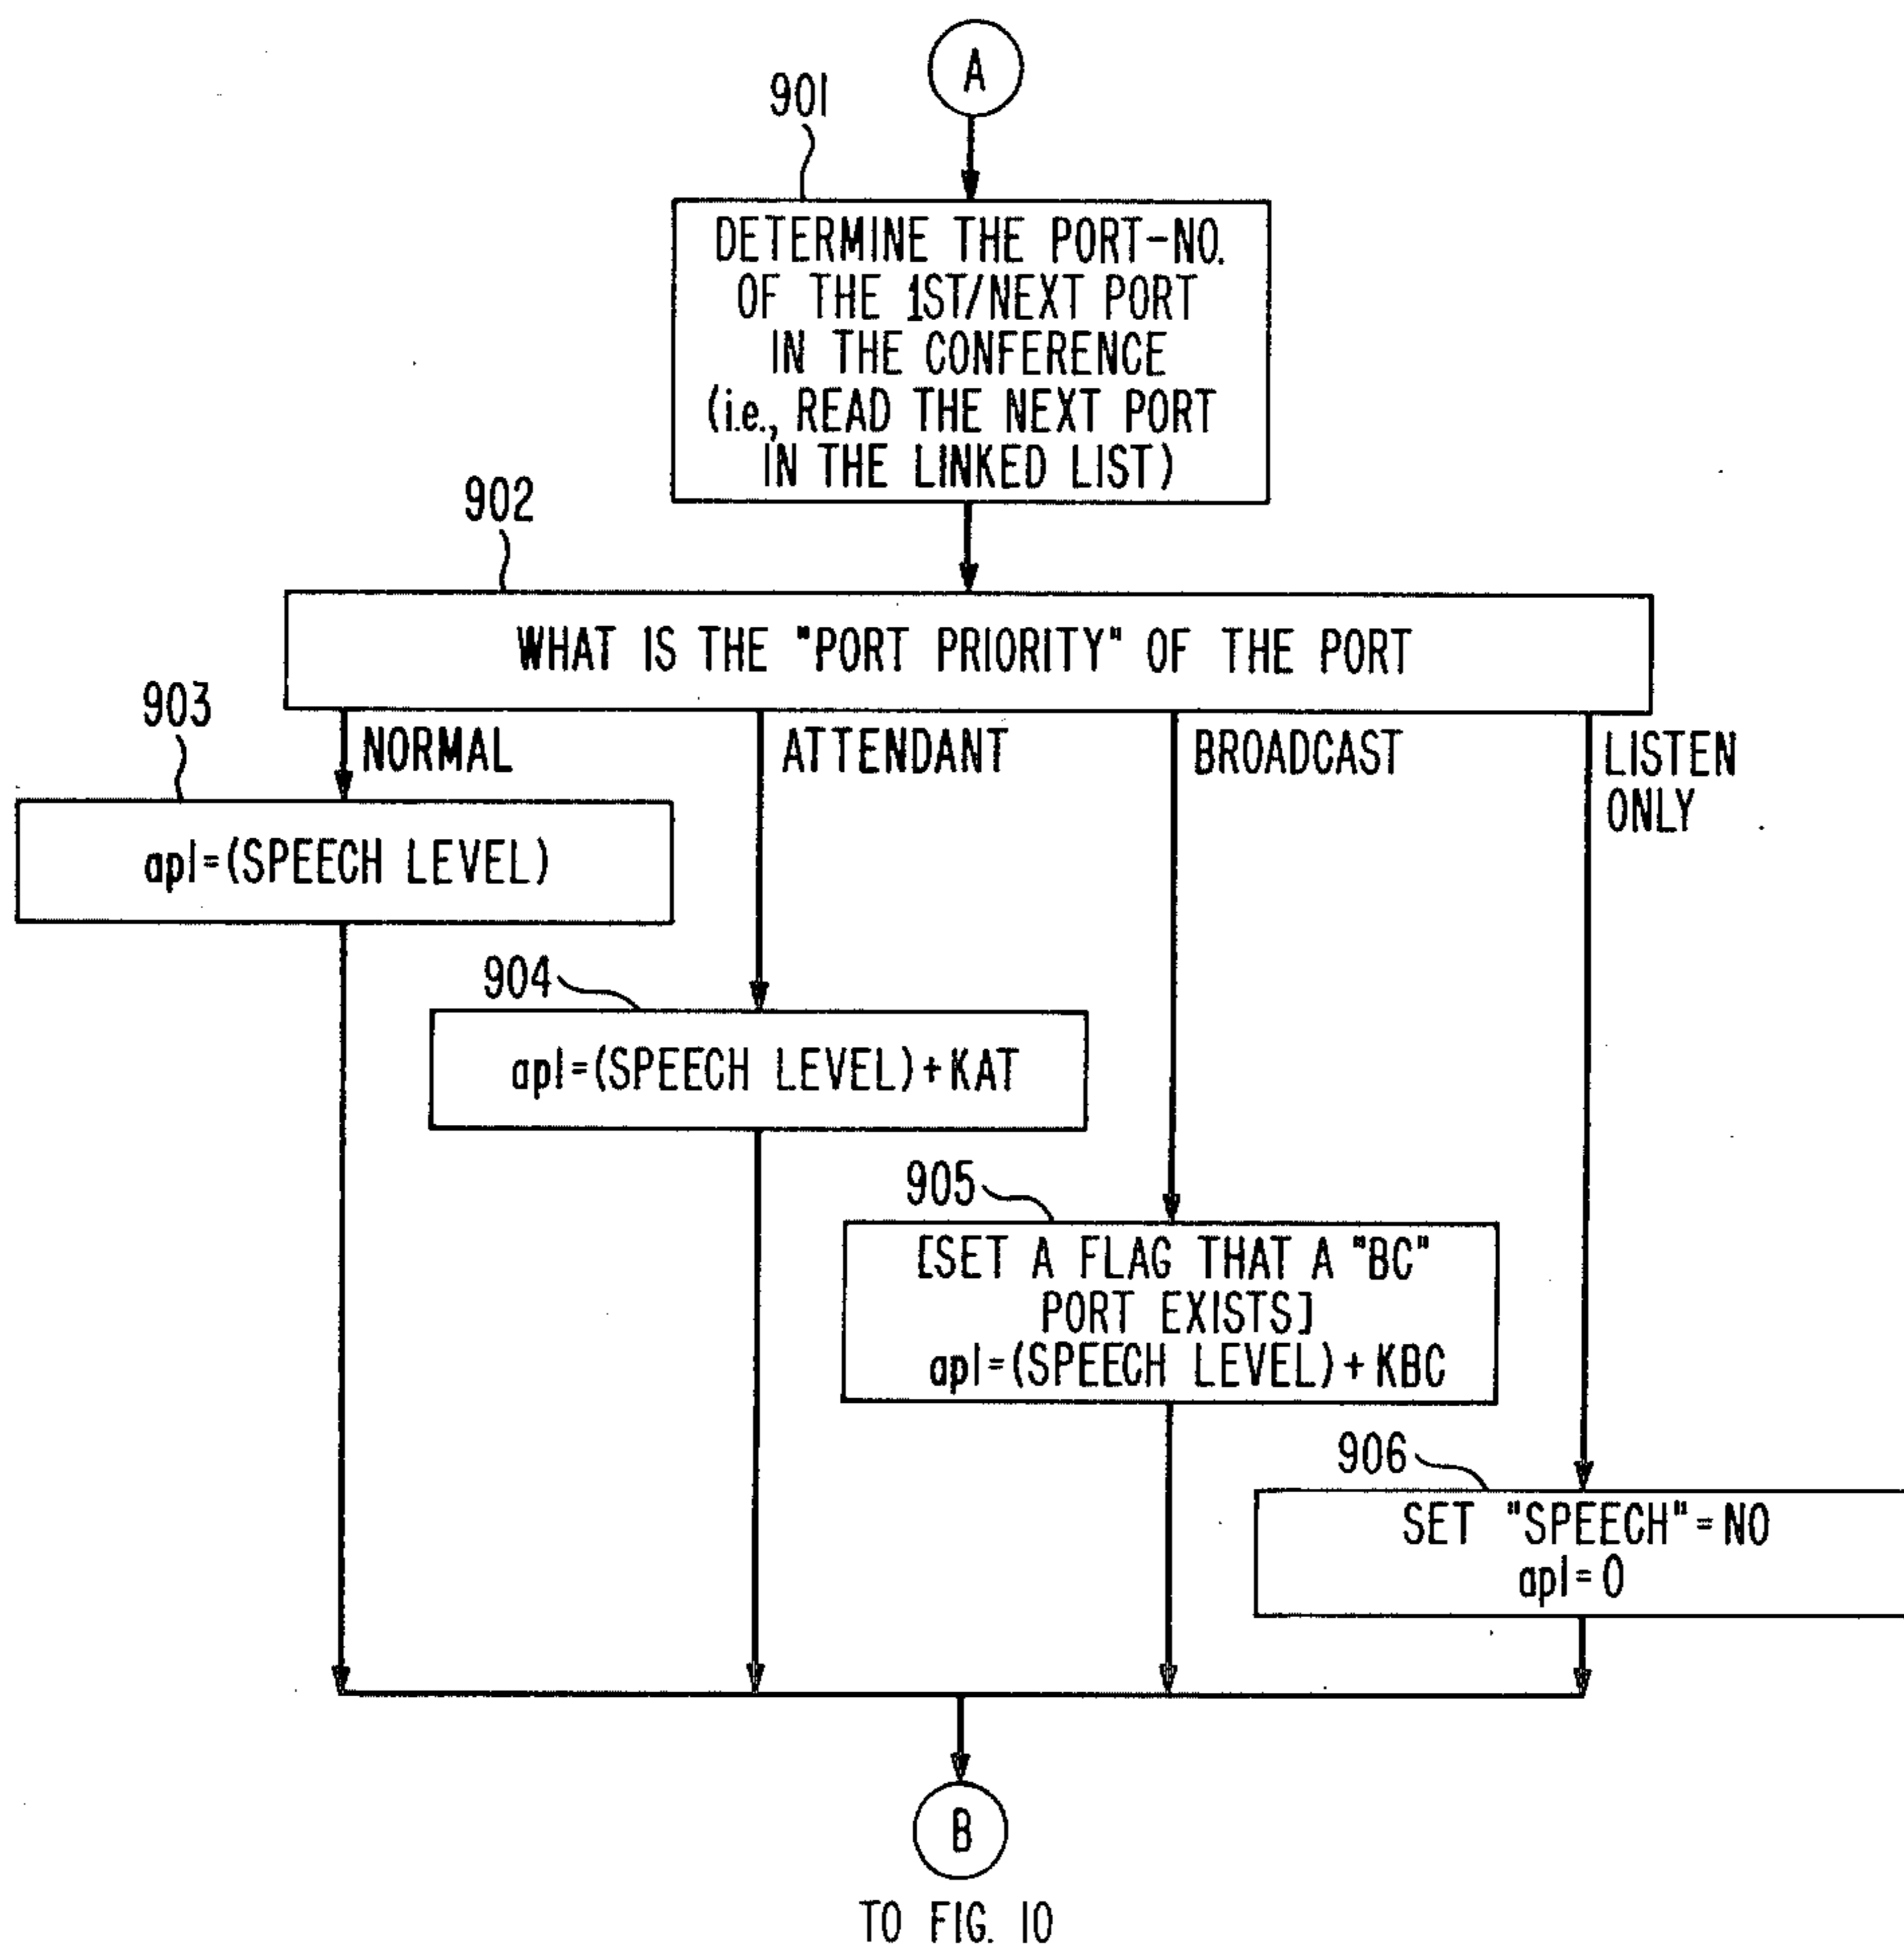 A
901
DETERMINE THE PORT-NO.
OF THE 1ST/NEXT PORT
IN THE CONFERENCE
(i.e., READ THE NEXT PORT
IN THE LINKED LIST)
902
WHAT IS THE "PORT PRIORITY" OF THE PORT
903
NORMAL
ATTENDANT
BROADCAST
LISTEN
ONLY
apl=(SPEECH LEVEL)
904
apl=(SPEECH LEVEL)+KAT
905
[SET A FLAG THAT A "BC"
PORT EXISTS]
apl=(SPEECH LEVEL)+KBC
906
SET "SPEECH"=NO
apl=0
B
TO FIG. 10